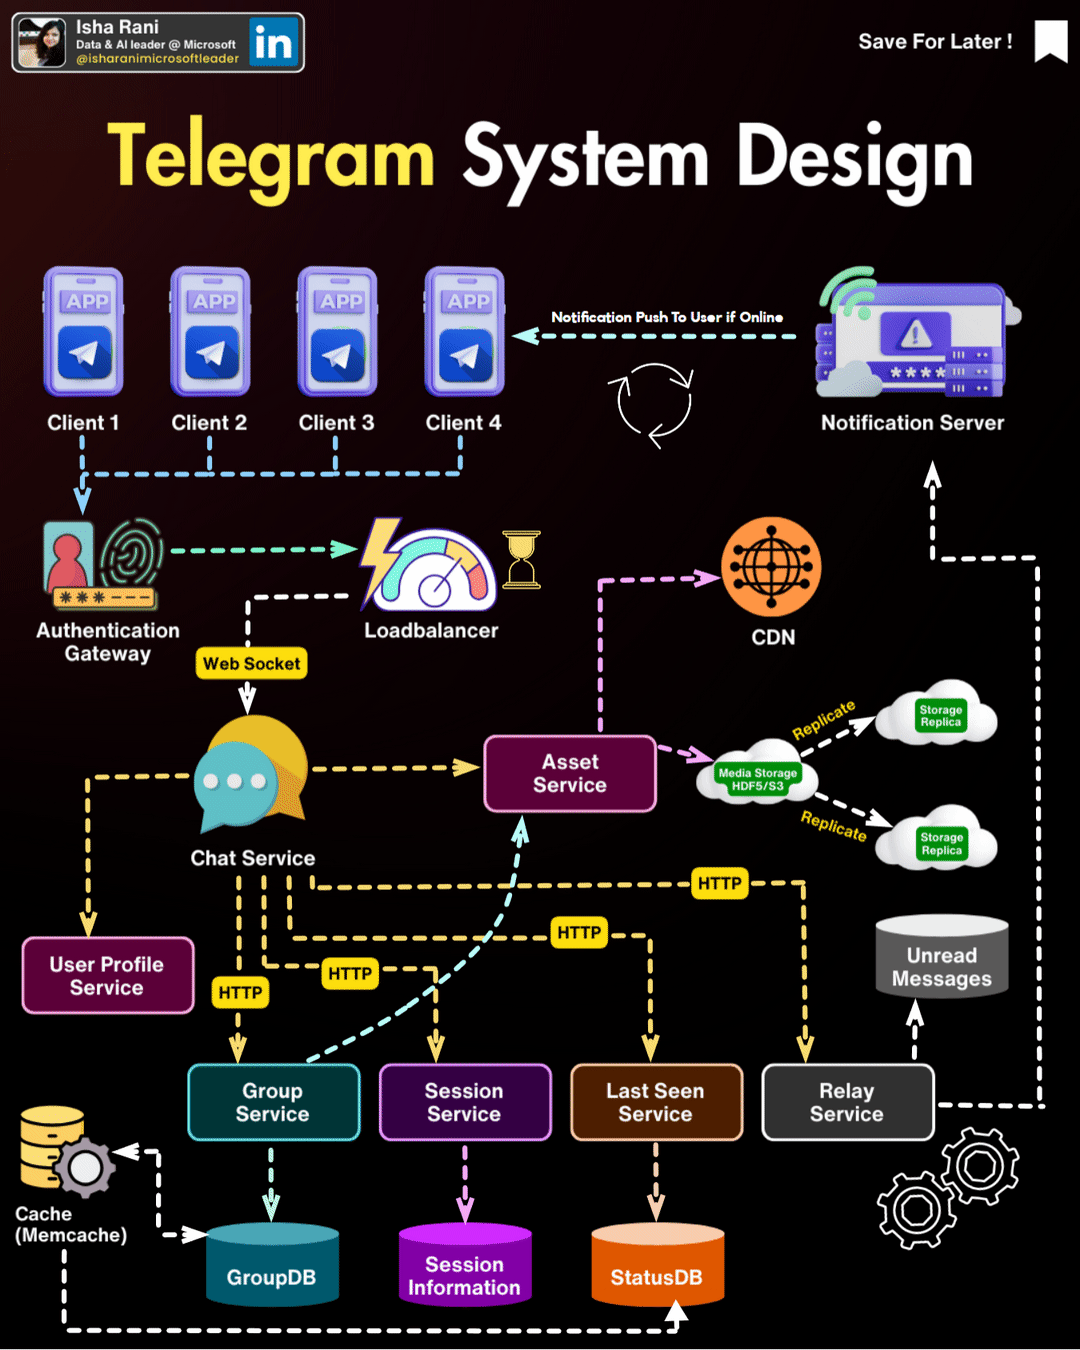 Isha Rani
Data & AI leader @ Microsoft
@isharanimicrosoftleader
in
Save For Later !
Telegram System Design
APP
APP
APP
APP
Notification Push To User if Online
Client 1
Client 2
Client 3
Client 4
Notification Server
Authentication
Gateway
Loadbalancer
CDN
Web Socket
Asset
Service
Media Storage
HDF5/S3
Replicate
Storage
Replica
Replicate
Storage
Replica
Chat Service
HTTP
HTTP
HTTP
HTTP
User Profile
Service
Unread
Messages
Group
Service
Session
Service
Last Seen
Service
Relay
Service
Cache
(Memcache)
GroupDB
Session
Information
StatusDB